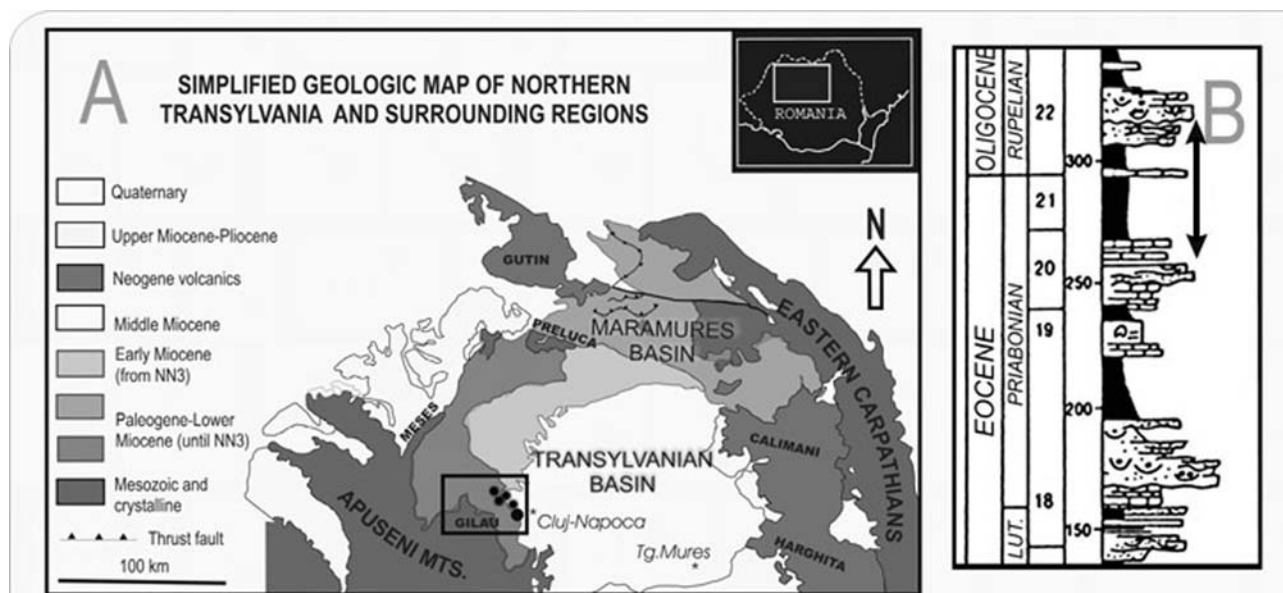 A
SIMPLIFIED GEOLOGIC MAP OF NORTHERN
TRANSYLVANIA AND SURROUNDING REGIONS
ROMANIA
Quaternary
Upper Miocene-Pliocene
Neogene volcanics
Middle Miocene
Early Miocene
(from NN3)
Paleogene-Lower
Miocene (until NN3)
Mesozoic and
crystalline
Thrust fault
100 km
N
GUTIN
PRELUCA
MARAMURES
BASIN
EASTERN CARPATHIANS
MESES
TRANSYLVANIAN
BASIN
CALIMANI
APUSENI MTS.
GILAU
*Cluj-Napoca
Tg.Mures
*
HARGHITA
B
OLIGOCENE
RUPELIAN
22
300
EOCENE
PRIABONIAN
21
20
250
19
200
18
LUT.
150